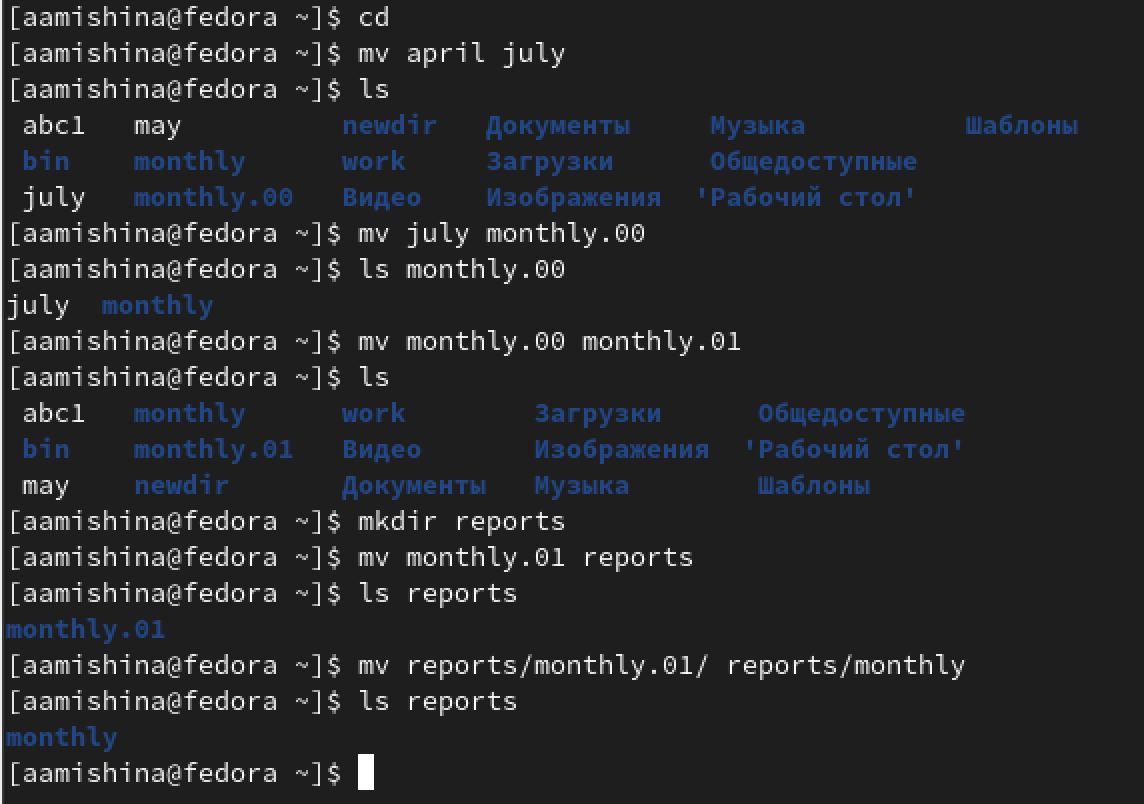 [aamishina@fedora ~]$ cd
[aamishina@fedora ~]$ mv april july
[aamishina@fedora ~]$ ls
abc1 may newdir Документы Музыка Шаблоны
bin monthly work Загрузки Общедоступные
july monthly.00 Видео Изображения 'Рабочий стол'
[aamishina@fedora ~]$ mv july monthly.00
[aamishina@fedora ~]$ ls monthly.00
july monthly
[aamishina@fedora ~]$ mv monthly.00 monthly.01
[aamishina@fedora ~]$ ls
abc1 monthly work Загрузки Общедоступные
bin monthly.01 Видео Изображения 'Рабочий стол'
may newdir Документы Музыка Шаблоны
[aamishina@fedora ~]$ mkdir reports
[aamishina@fedora ~]$ mv monthly.01 reports
[aamishina@fedora ~]$ ls reports
monthly.01
[aamishina@fedora ~]$ mv reports/monthly.01/ reports/monthly
[aamishina@fedora ~]$ ls reports
monthly
[aamishina@fedora ~]$